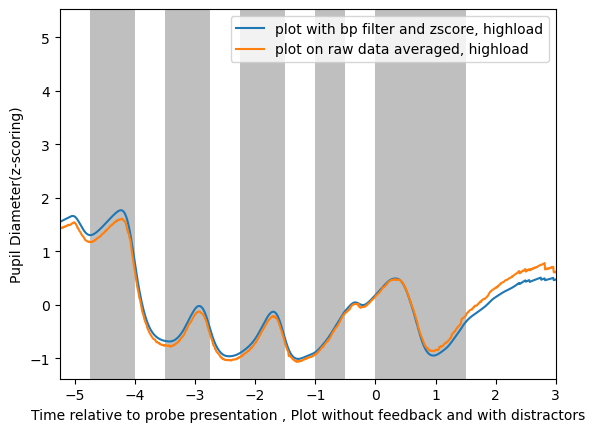 plot with bp filter and zscore, highload
plot on raw data averaged, highload
Pupil Diameter(z-scoring)
5
4
3
2
1
0
−1
−5 −4 −3 −2 −1 0 1 2 3
Time relative to probe presentation , Plot without feedback and with distractors